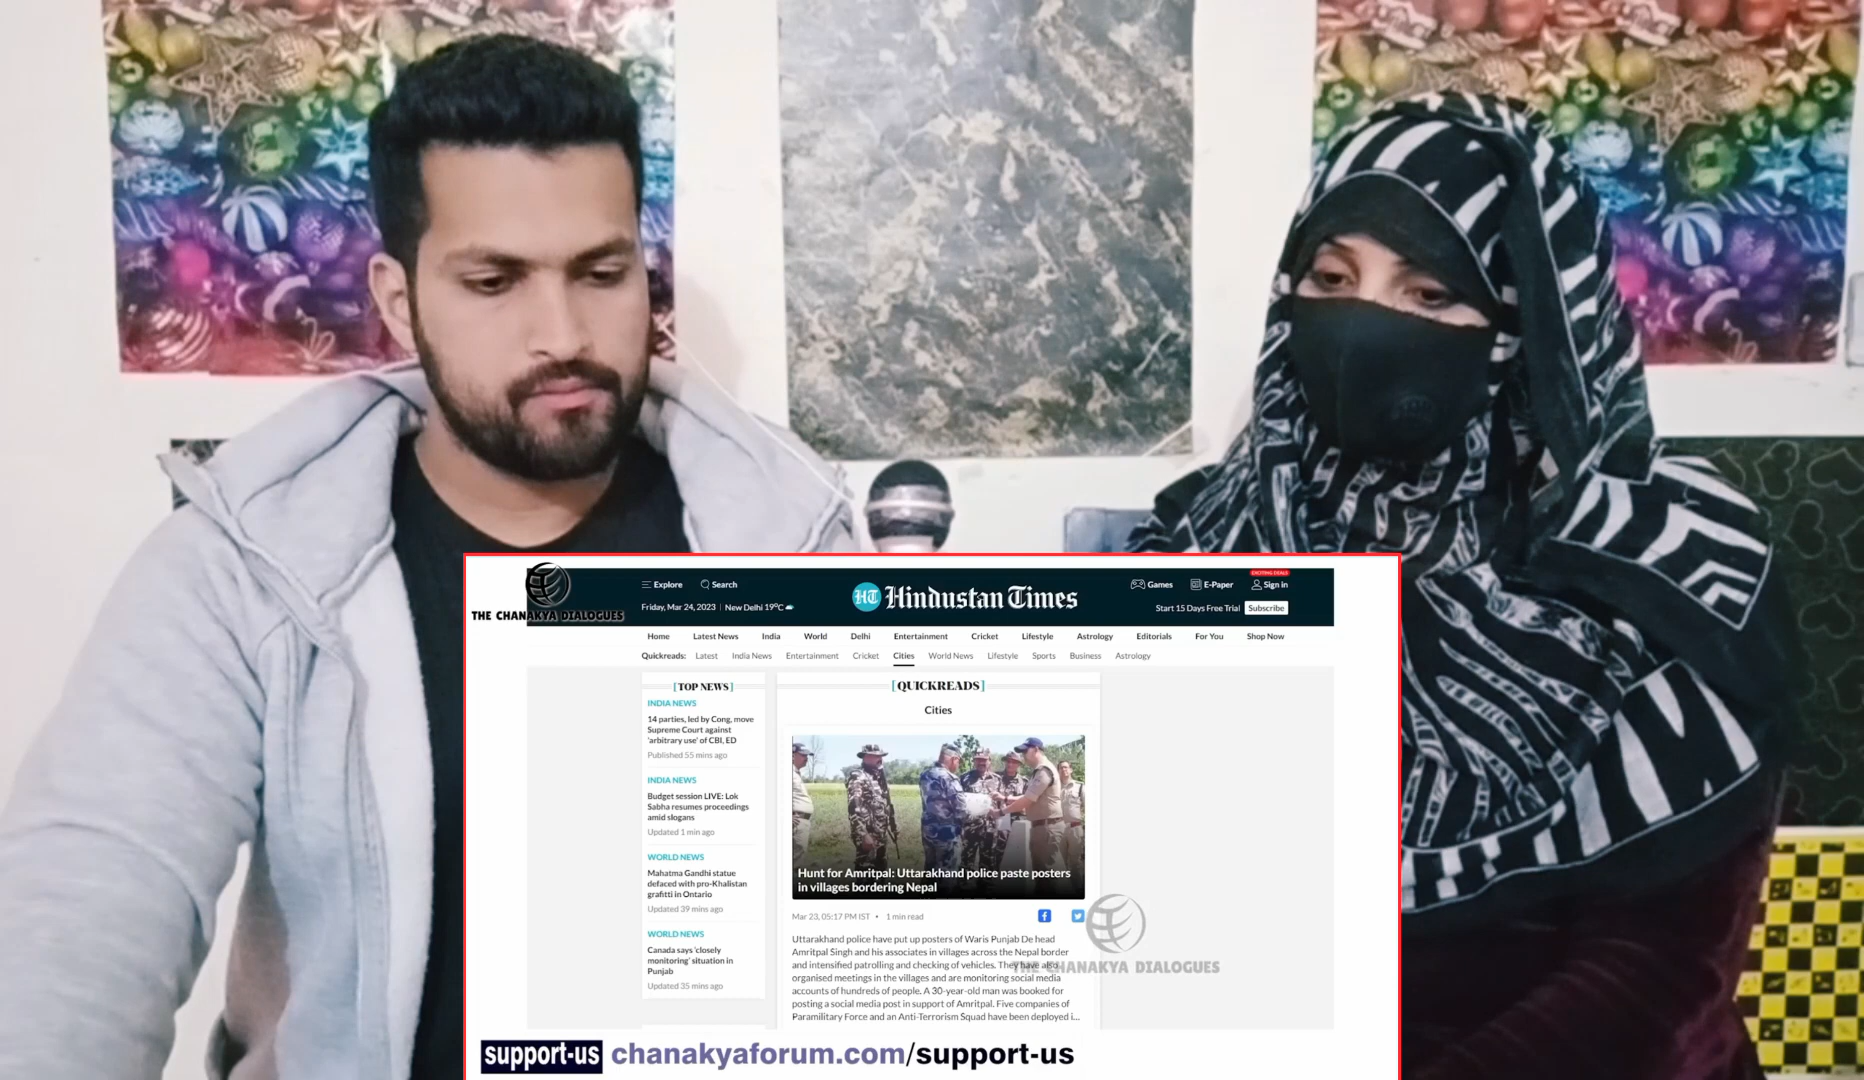 THE CHANAKYA DIALOGUES
Explore
Search
Friday, Mar 24, 2023 | New Delhi 19°C
HT Hindustan Times
EXCITING DEALS
Games
E-Paper
Sign in
Start 15 Days Free Trial Subscribe
Home Latest News India World Delhi Entertainment Cricket Lifestyle Astrology Editorials For You Shop Now
Quickreads: Latest India News Entertainment Cricket Cities World News Lifestyle Sports Business Astrology
[TOP NEWS]
INDIA NEWS
14 parties, led by Cong, move
Supreme Court against
'arbitrary use' of CBI, ED
Published 55 mins ago
INDIA NEWS
Budget session LIVE: Lok
Sabha resumes proceedings
amid slogans
Updated 1 min ago
WORLD NEWS
Mahatma Gandhi statue
defaced with pro-Khalistan
grafitti in Ontario
Updated 39 mins ago
WORLD NEWS
Canada says 'closely
monitoring' situation in
Punjab
Updated 35 mins ago
[QUICKREADS]
Cities
Hunt for Amritpal: Uttarakhand police paste posters
in villages bordering Nepal
Mar 23, 05:17 PM IST • 1 min read
Uttarakhand police have put up posters of Waris Punjab De head
Amritpal Singh and his associates in villages across the Nepal border
and intensified patrolling and checking of vehicles. They have also
organised meetings in the villages and are monitoring social media
accounts of hundreds of people. A 30-year-old man was booked for
posting a social media post in support of Amritpal. Five companies of
Paramilitary Force and an Anti-Terrorism Squad have been deployed i...
THE CHANAKYA DIALOGUES
support-us chanakyaforum.com/support-us